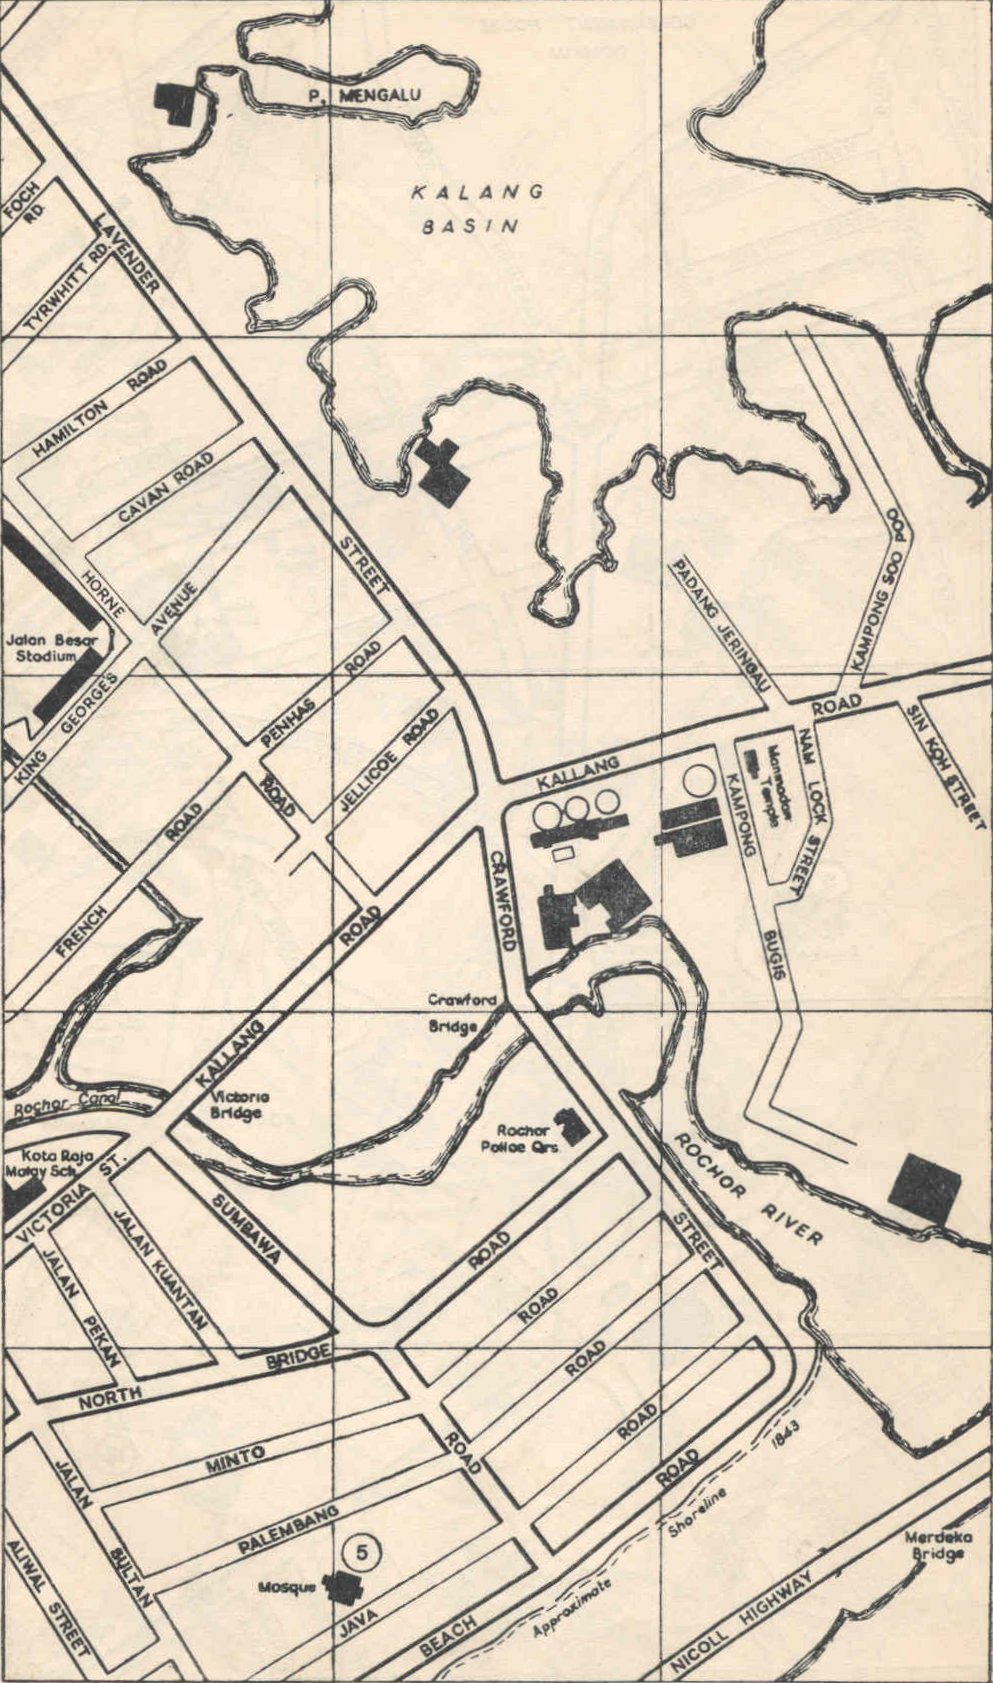 P. MENGALU
KALANG
BASIN
FOCH
RD.
LAVENDER
TYRWHITT RD.
HAMILTON ROAD
CAVAN ROAD
HORNE
AVENUE
STREET
Jalan Besar
Stadium
KING GEORGE'S
PENHAS ROAD
ROAD
JELLICOE ROAD
FRENCH ROAD
PADANG JERINGAU
KAMPONG SOO POO
KALLANG ROAD
SIN KOH STREET
NAM LOCK STREET
Manmadar
Temple
KAMPONG
BUGIS
CRAWFORD
KALLANG ROAD
Crawford
Bridge
Rochor Canal
Victoria
Bridge
Kota Raja
Malay Sch.
VICTORIA ST.
Rochor
Police Qrs.
ROCHOR RIVER
STREET
SUMBAWA
ROAD
JALAN KUANTAN
JALAN PEKAN
ROAD
ROAD
NORTH BRIDGE
ROAD
ROAD
MINTO
ROAD
JALAN
SULTAN
PALEMBANG
5
Mosque
ALIWAL STREET
JAVA
BEACH
Approximate Shoreline 1843
Merdeka
Bridge
NICOLL HIGHWAY